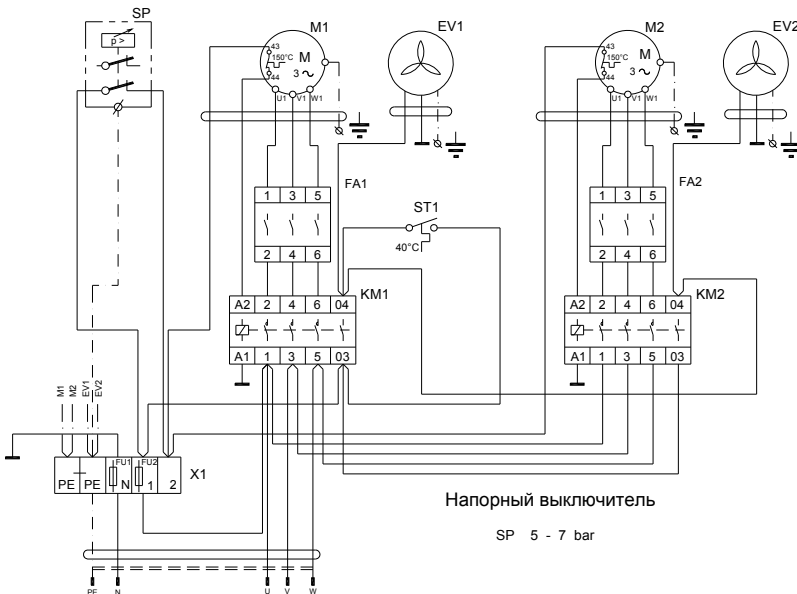 SP
M1
EV1
M2
EV2
p >
43
150°C
M
3 ~
44
U1 V1 W1
43
150°C
M
3 ~
44
U1 V1 W1
FA1
1 3 5
2 4 6
ST1
40°C
FA2
1 3 5
2 4 6
KM1
A2 2 4 6 04
A1 1 3 5 03
KM2
A2 2 4 6 04
A1 1 3 5 03
M1
M2
EV1
EV2
FU1
FU2
PE PE N 1 2
X1
Напорный выключитель
SP 5 - 7 bar
PE N U V W